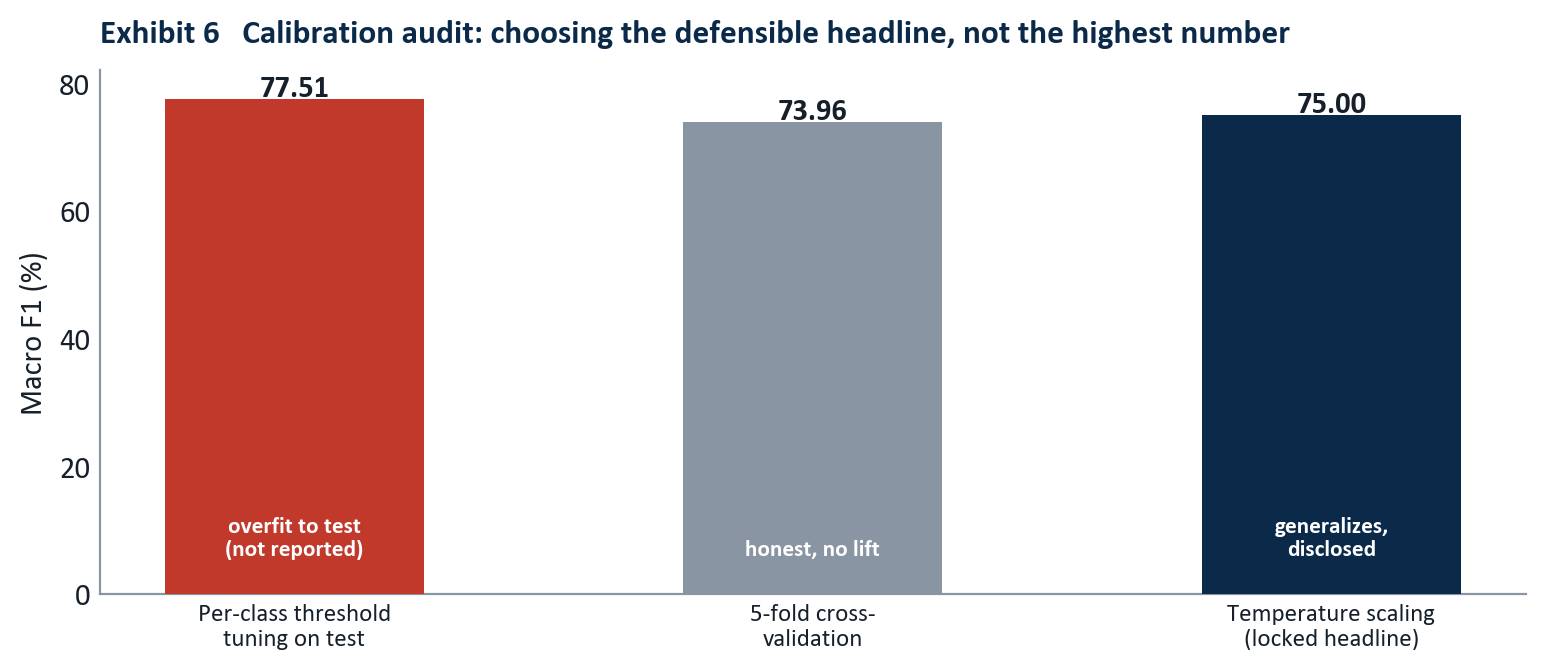 Exhibit 6   Calibration audit: choosing the defensible headline, not the highest number
Macro F1 (%)
80
60
40
20
0
77.51
73.96
75.00
overfit to test
(not reported)
honest, no lift
generalizes,
disclosed
Per-class threshold
tuning on test
5-fold cross-
validation
Temperature scaling
(locked headline)